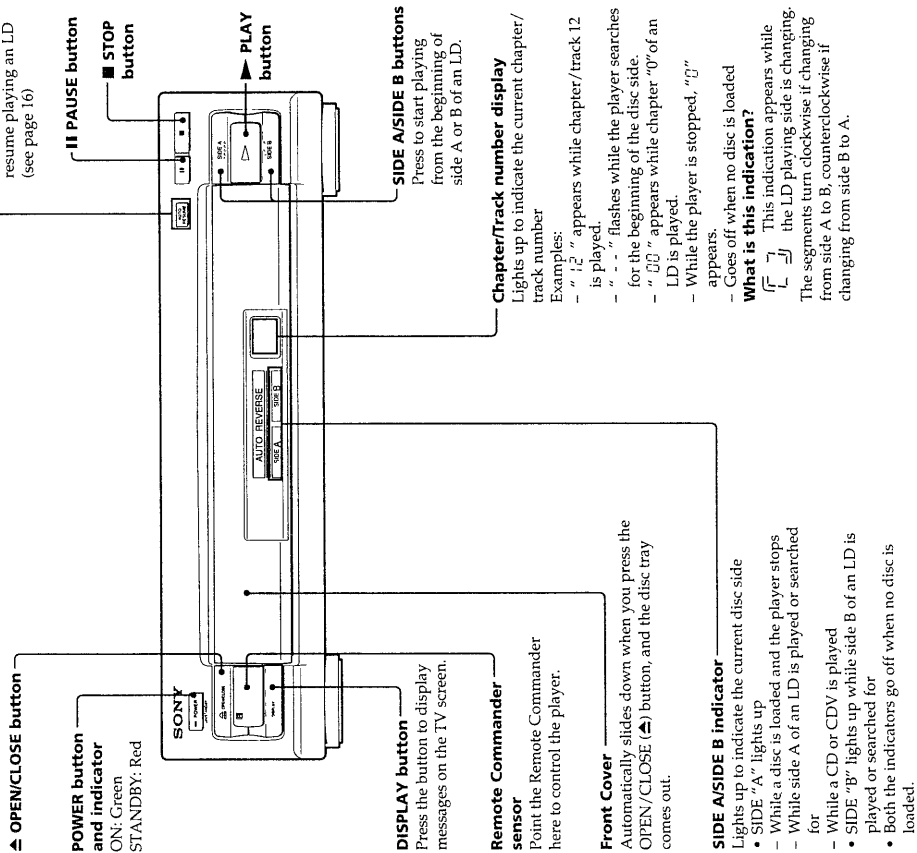 resume playing an LD
(see page 16)
PAUSE button
STOP
button
PLAY
button
SIDE A/SIDE B buttons
Press to start playing
from the beginning of
side A or B of an LD.
Chapter/Track number display
Lights up to indicate the current chapter/
track number
Examples:
– “ 12 ” appears while chapter/track 12
is played.
– “ - - ” flashes while the player searches
for the beginning of the disc side.
– “ 00 ” appears while chapter “0” of an
LD is played.
– While the player is stopped, “0”
appears.
– Goes off when no disc is loaded
What is this indication?
This indication appears while
the LD playing side is changing.
The segments turn clockwise if changing
from side A to B, counterclockwise if
changing from side B to A.
AUTO RESUME
SIDE A
SIDE B
AUTO REVERSE
SIDE A
SIDE B
SONY
POWER
OPEN/CLOSE
DISPLAY
≜ OPEN/CLOSE button
POWER button
and indicator
ON: Green
STANDBY: Red
DISPLAY button
Press the button to display
messages on the TV screen.
Remote Commander
sensor
Point the Remote Commander
here to control the player.
Front Cover
Automatically slides down when you press the
OPEN/CLOSE (≜) button, and the disc tray
comes out.
SIDE A/SIDE B indicator
Lights up to indicate the current disc side
• SIDE “A” lights up
– While a disc is loaded and the player stops
– While side A of an LD is played or searched
for
– While a CD or CDV is played
• SIDE “B” lights up while side B of an LD is
played or searched for
• Both the indicators go off when no disc is
loaded.